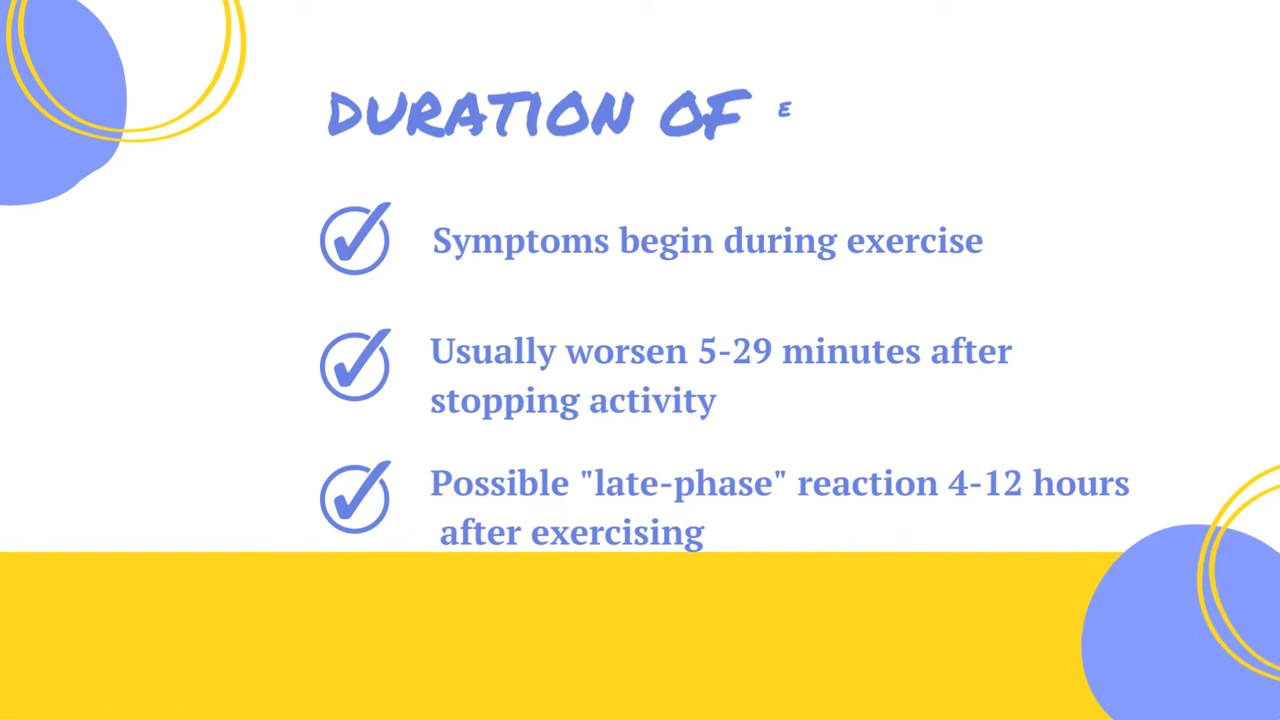 DURATION OF E
Symptoms begin during exercise
Usually worsen 5-29 minutes after
stopping activity
Possible "late-phase" reaction 4-12 hours
after exercising